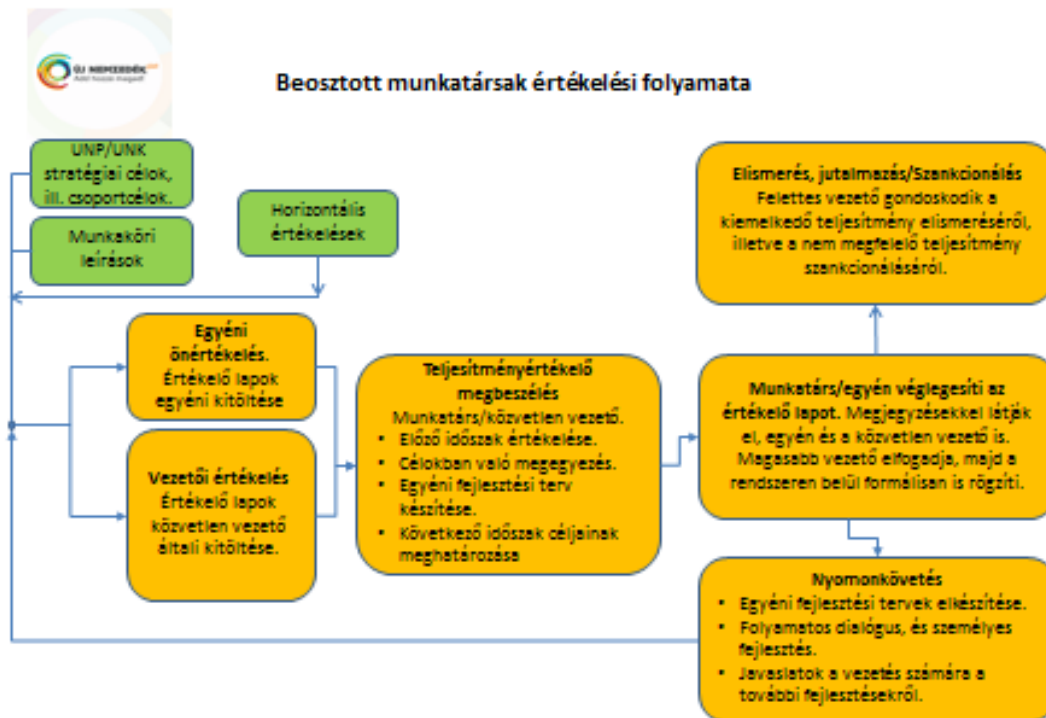 ÚJ NEMZEDÉK
Beosztott munkatársak értékelési folyamata
UNP/UNK
stratégiai célok,
ill. csoportcélok.
Munkaköri
leírások
Horizontális
értékelések
Egyéni
önértékelés.
Értékelő lapok
egyéni kitöltése
Vezetői értékelés
Értékelő lapok
közvetlen vezető
általi kitöltése.
Teljesítményértékelő
megbeszélés
Munkatárs/közvetlen vezető.
• Előző időszak értékelése.
• Célokban való megegyezés.
• Egyéni fejlesztési terv
készítése.
• Következő időszak céljainak
meghatározása
Elismerés, jutalmazás/Szankcionálás
Felettes vezető gondoskodik a
kiemelkedő teljesítmény elismeréséről,
illetve a nem megfelelő teljesítmény
szankcionálásáról.
Munkatárs/egyén véglegesíti az
értékelő lapot. Megjegyzésekkel látják
el, egyén és a közvetlen vezető is.
Magasabb vezető elfogadja, majd a
rendszeren belül formálisan is rögzíti.
Nyomonkövetés
• Egyéni fejlesztési tervek elkészítése.
• Folyamatos dialógus, és személyes
fejlesztés.
• Javaslatok a vezetés számára a
további fejlesztésekről.